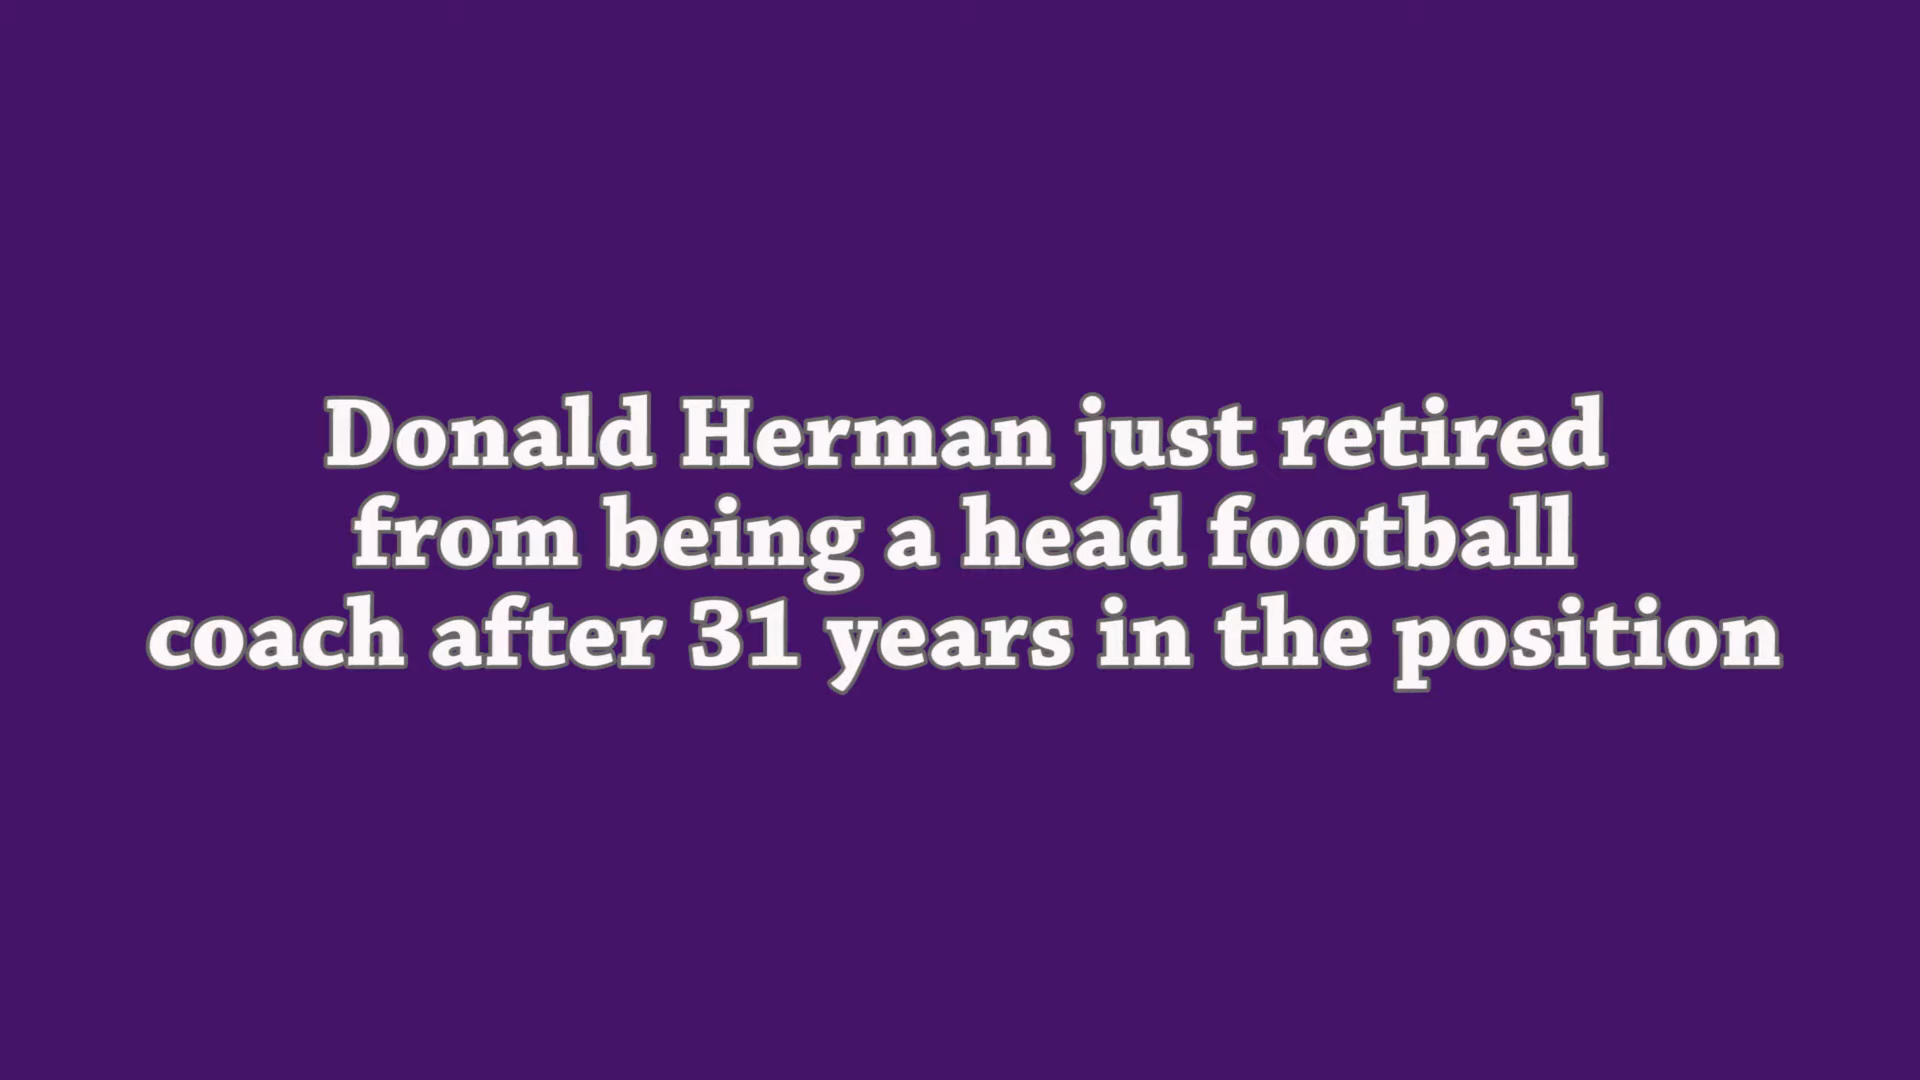 Donald Herman just retired
from being a head football
coach after 31 years in the position